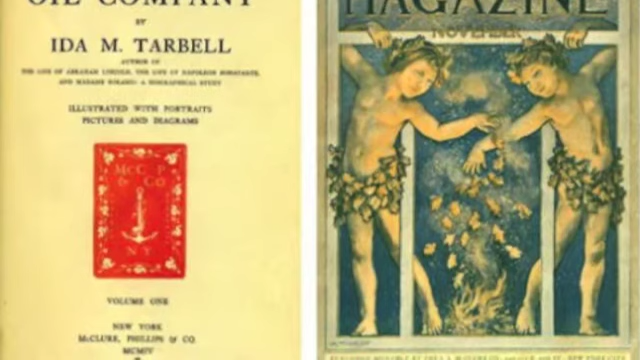 OIL COMPANY
BY
IDA M. TARBELL
AUTHOR OF
THE LIFE OF ABRAHAM LINCOLN, THE LIFE OF NAPOLEON BONAPARTE,
AND MADAME ROLAND: A BIOGRAPHICAL STUDY
ILLUSTRATED WITH PORTRAITS
PICTURES AND DIAGRAMS
McC P
& CO
N Y
VOLUME ONE
NEW YORK
McCLURE, PHILLIPS & CO.
MCMIV
MAGAZINE
NOVEMBER